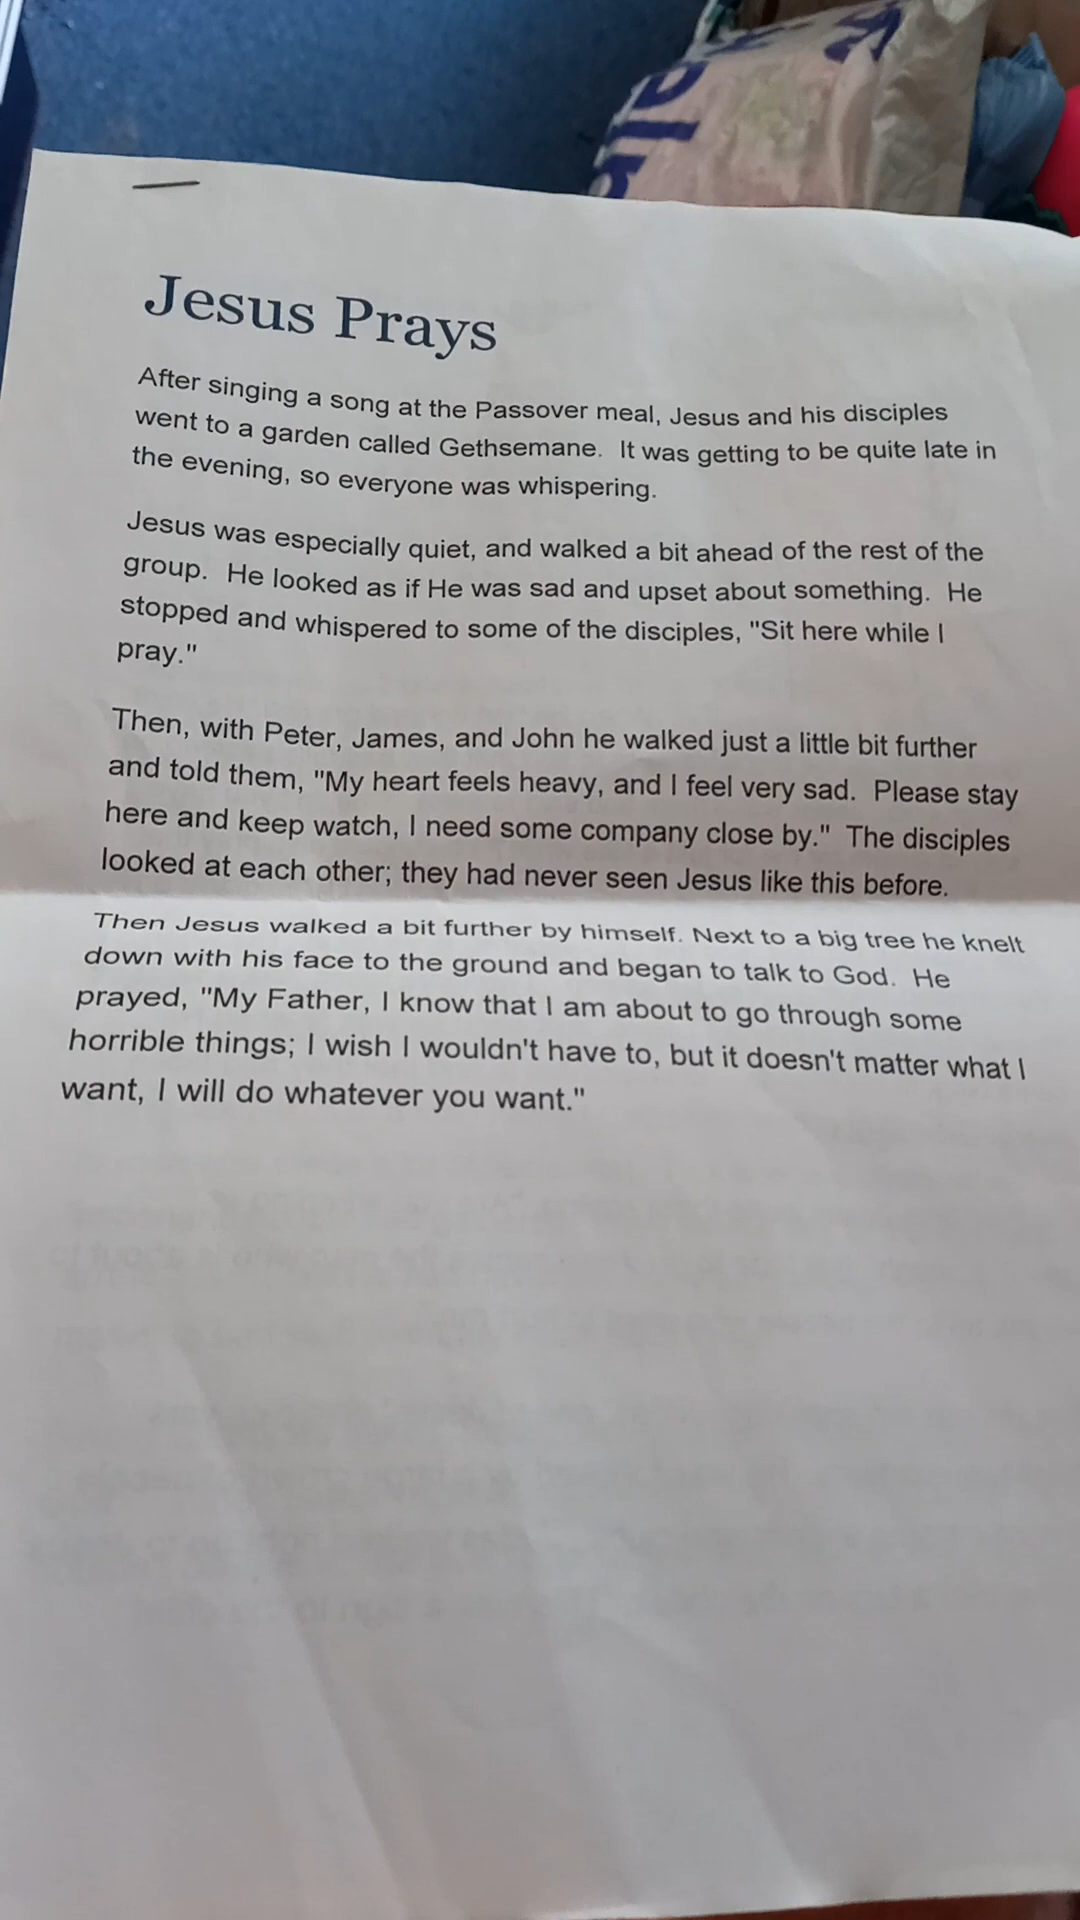 Jesus Prays
After singing a song at the Passover meal, Jesus and his disciples
went to a garden called Gethsemane. It was getting to be quite late in
the evening, so everyone was whispering.
Jesus was especially quiet, and walked a bit ahead of the rest of the
group. He looked as if He was sad and upset about something. He
stopped and whispered to some of the disciples, "Sit here while I
pray."
Then, with Peter, James, and John he walked just a little bit further
and told them, "My heart feels heavy, and I feel very sad. Please stay
here and keep watch, I need some company close by." The disciples
looked at each other; they had never seen Jesus like this before.
Then Jesus walked a bit further by himself. Next to a big tree he knelt
down with his face to the ground and began to talk to God. He
prayed, "My Father, I know that I am about to go through some
horrible things; I wish I wouldn't have to, but it doesn't matter what I
want, I will do whatever you want."